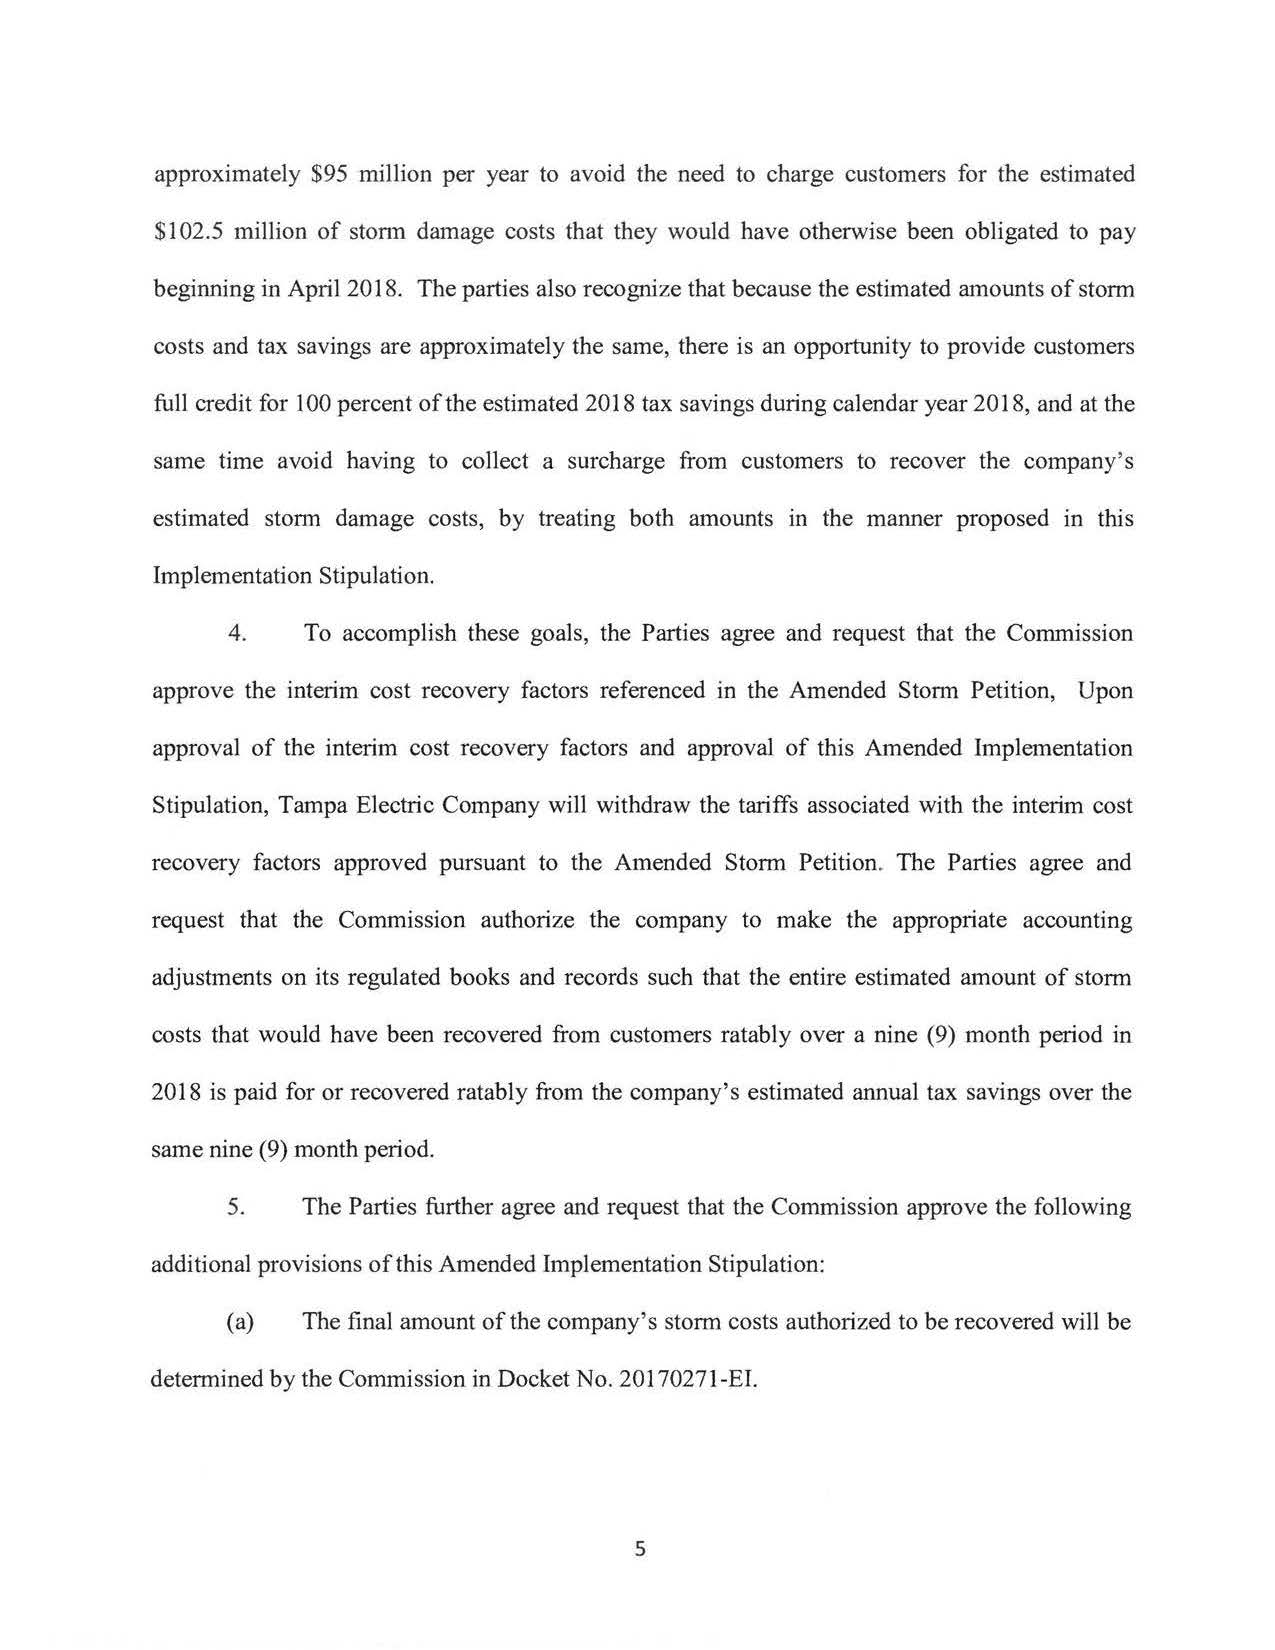 approximately $95 million per year to avoid the need to charge customers for the estimated
$102.5 million of storm damage costs that they would have otherwise been obligated to pay
beginning in April 2018. The parties also recognize that because the estimated amounts of storm
costs and tax savings are approximately the same, there is an opportunity to provide customers
full credit for 100 percent of the estimated 2018 tax savings during calendar year 2018, and at the
same time avoid having to collect a surcharge from customers to recover the company's
estimated storm damage costs, by treating both amounts in the manner proposed in this
Implementation Stipulation.
4. To accomplish these goals, the Parties agree and request that the Commission
approve the interim cost recovery factors referenced in the Amended Storm Petition, Upon
approval of the interim cost recovery factors and approval of this Amended Implementation
Stipulation, Tampa Electric Company will withdraw the tariffs associated with the interim cost
recovery factors approved pursuant to the Amended Storm Petition. The Parties agree and
request that the Commission authorize the company to make the appropriate accounting
adjustments on its regulated books and records such that the entire estimated amount of storm
costs that would have been recovered from customers ratably over a nine (9) month period in
2018 is paid for or recovered ratably from the company's estimated annual tax savings over the
same nine (9) month period.
5. The Parties further agree and request that the Commission approve the following
additional provisions of this Amended Implementation Stipulation:
(a) The final amount of the company's storm costs authorized to be recovered will be
determined by the Commission in Docket No. 20170271-EI.
5